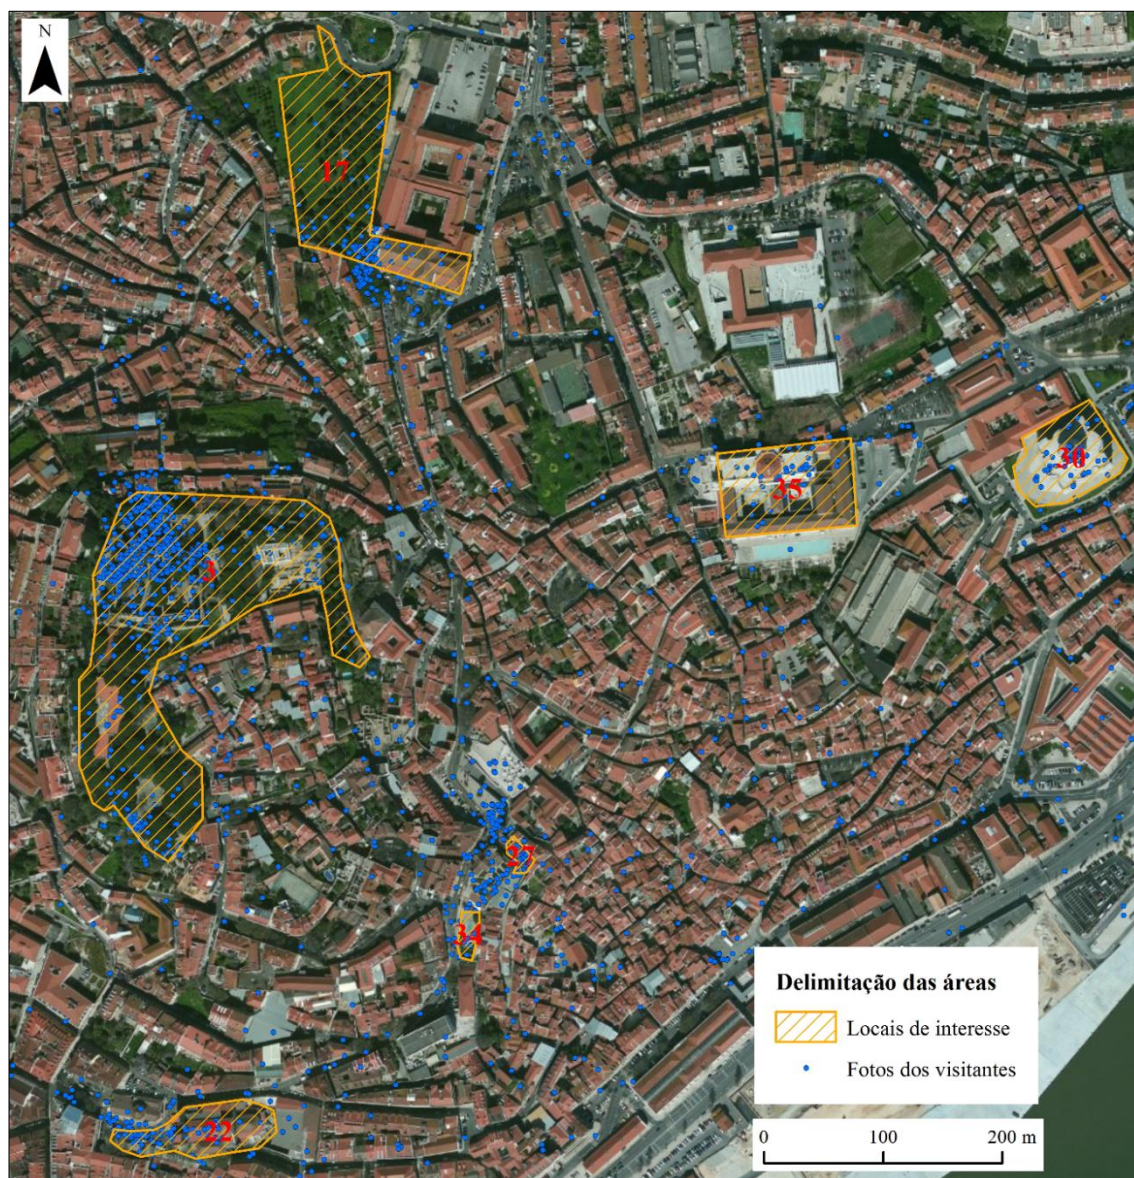 N
17
30
35
3
27
34
22
Delimitação das áreas
Locais de interesse
Fotos dos visitantes
0 100 200 m